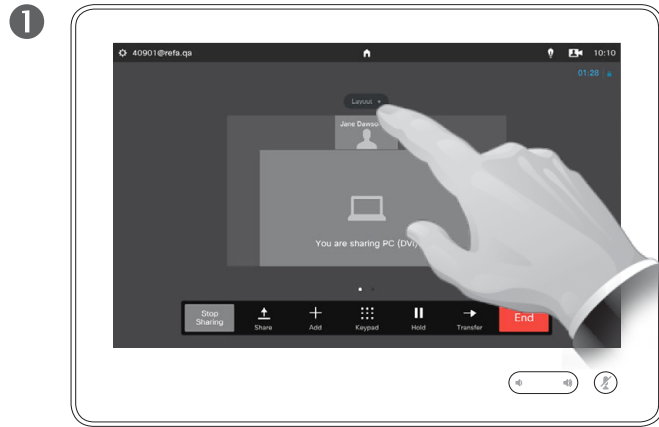 1
40901@refa.qa
10:10
01:28
Layout
Jane Dawso
You are sharing PC (DVI)
Stop
Sharing
Share
Add
Keypad
Hold
Transfer
End